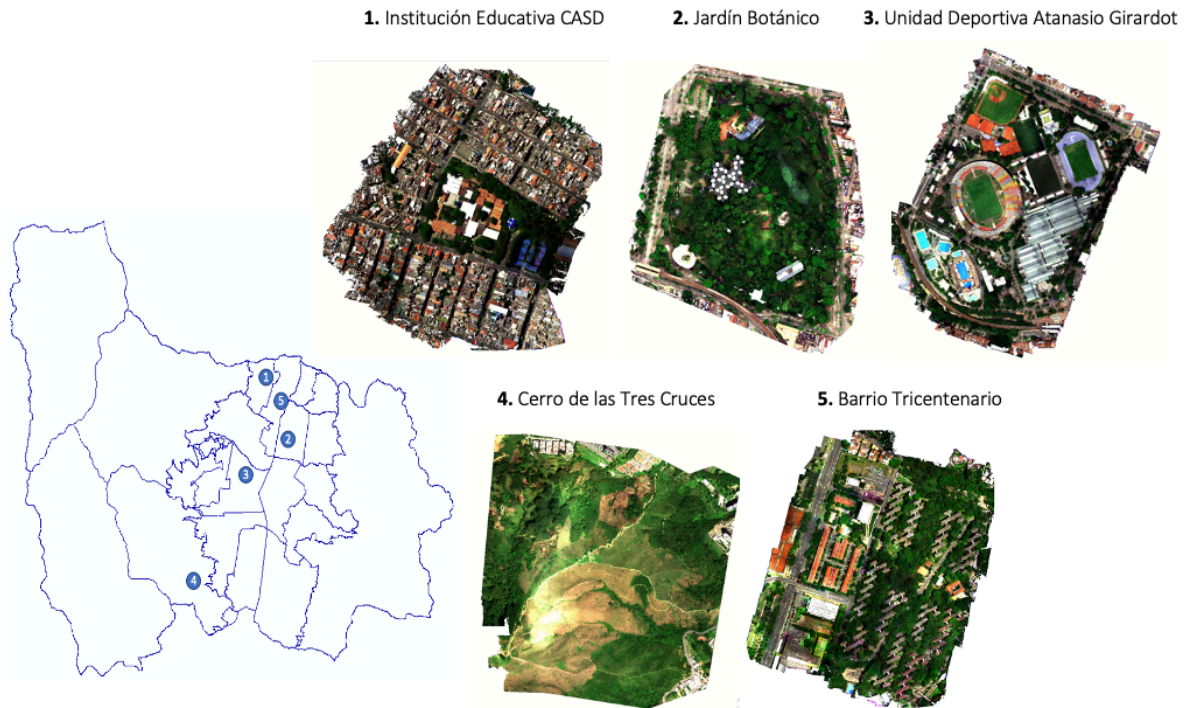 1. Institución Educativa CASD
2. Jardín Botánico
3. Unidad Deportiva Atanasio Girardot
1
5
2
3
4
4. Cerro de las Tres Cruces
5. Barrio Tricentenario